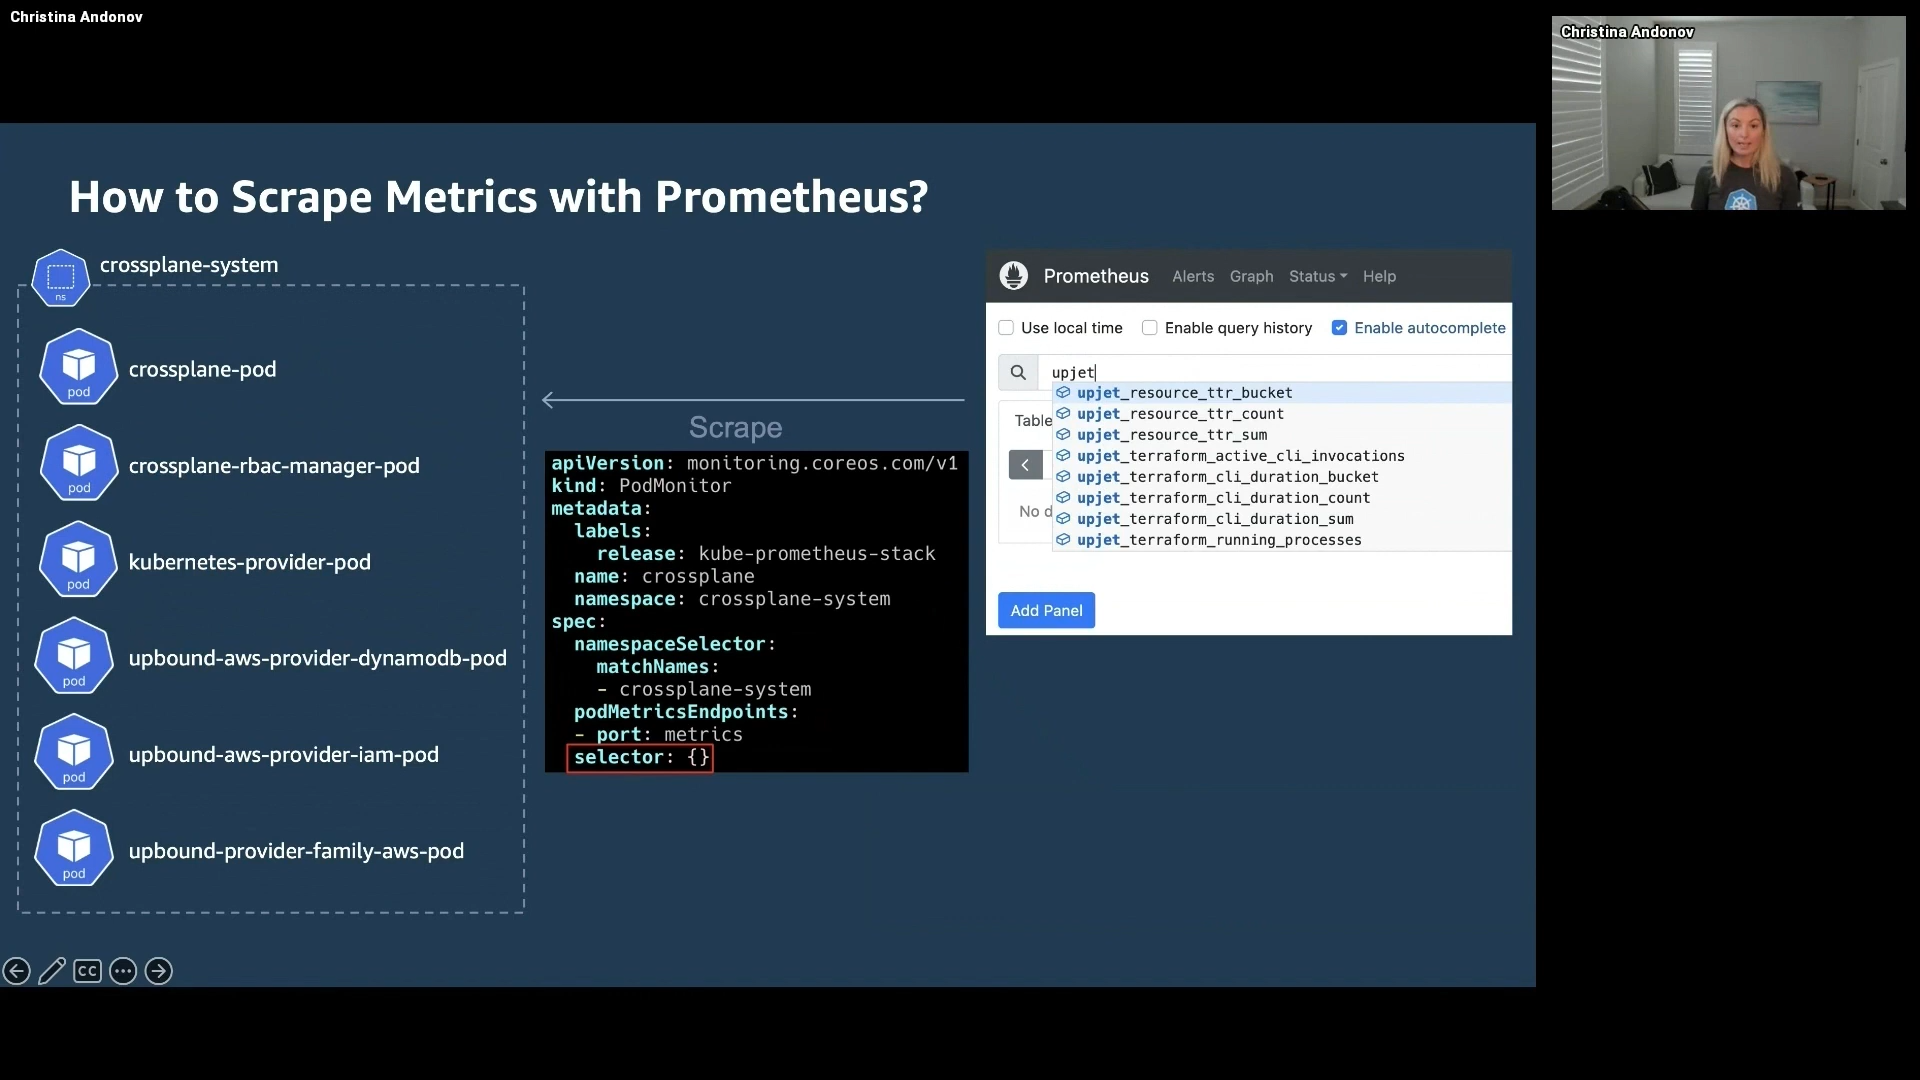 Christina Andonov
Christina Andonov
How to Scrape Metrics with Prometheus?
ns
crossplane-system
pod
crossplane-pod
pod
crossplane-rbac-manager-pod
pod
kubernetes-provider-pod
pod
upbound-aws-provider-dynamodb-pod
pod
upbound-aws-provider-iam-pod
pod
upbound-provider-family-aws-pod
Scrape
apiVersion: monitoring.coreos.com/v1
kind: PodMonitor
metadata:
  labels:
    release: kube-prometheus-stack
  name: crossplane
  namespace: crossplane-system
spec:
  namespaceSelector:
    matchNames:
    - crossplane-system
  podMetricsEndpoints:
  - port: metrics
  selector: {}
Prometheus Alerts Graph Status Help
Use local time Enable query history Enable autocomplete
upjet
upjet_resource_ttr_bucket
upjet_resource_ttr_count
upjet_resource_ttr_sum
upjet_terraform_active_cli_invocations
upjet_terraform_cli_duration_bucket
upjet_terraform_cli_duration_count
upjet_terraform_cli_duration_sum
upjet_terraform_running_processes
Table
No d
Add Panel
CC